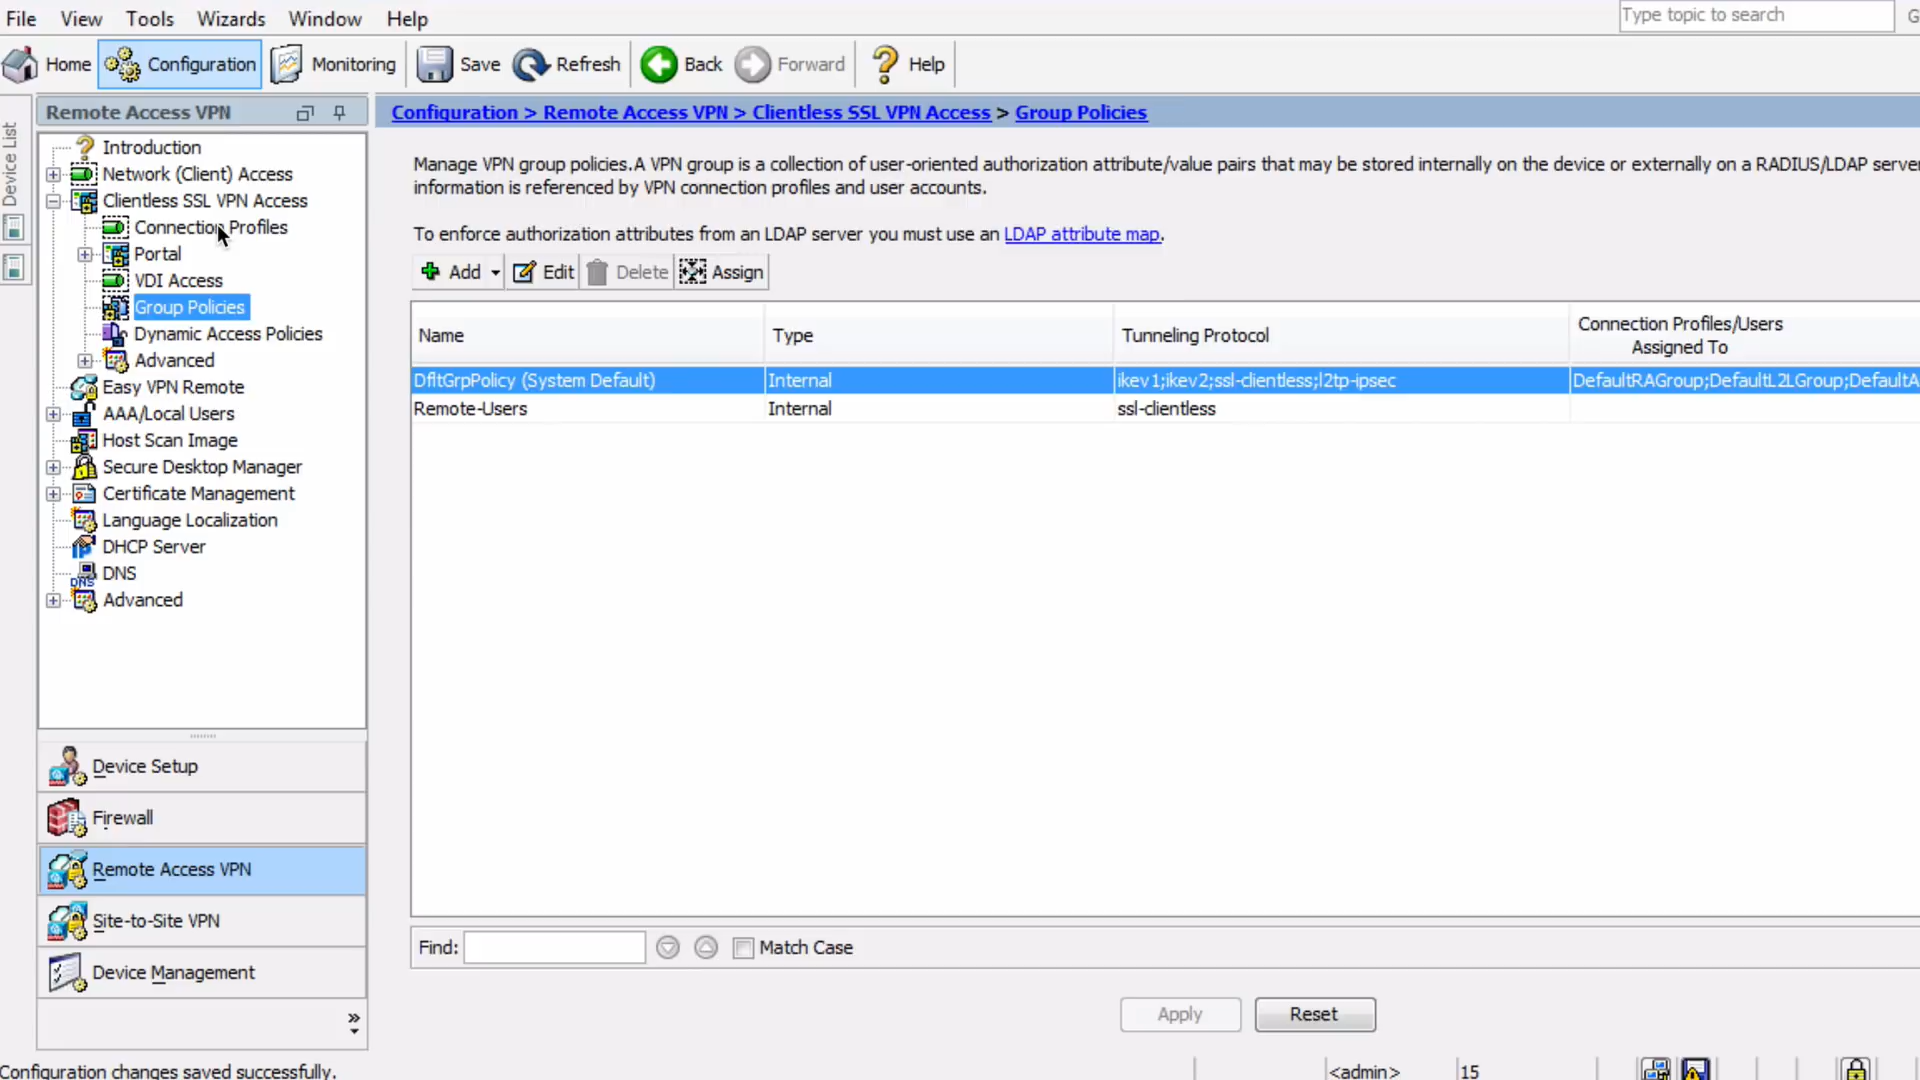 File View Tools Wizards Window Help
Type topic to search G
Home Configuration Monitoring Save Refresh Back Forward Help
Device List
Remote Access VPN
Introduction
Network (Client) Access
Clientless SSL VPN Access
Connection Profiles
Portal
VDI Access
Group Policies
Dynamic Access Policies
Advanced
Easy VPN Remote
AAA/Local Users
Host Scan Image
Secure Desktop Manager
Certificate Management
Language Localization
DHCP Server
DNS
Advanced
Device Setup
Firewall
Remote Access VPN
Site-to-Site VPN
Device Management
Configuration > Remote Access VPN > Clientless SSL VPN Access > Group Policies
Manage VPN group policies.A VPN group is a collection of user-oriented authorization attribute/value pairs that may be stored internally on the device or externally on a RADIUS/LDAP server
information is referenced by VPN connection profiles and user accounts.
To enforce authorization attributes from an LDAP server you must use an LDAP attribute map.
Add Edit Delete Assign
Name Type Tunneling Protocol Connection Profiles/Users
Assigned To
DfltGrpPolicy (System Default) Internal ikev1;ikev2;ssl-clientless;l2tp-ipsec DefaultRAGroup;DefaultL2LGroup;DefaultA
Remote-Users Internal ssl-clientless
Find: Match Case
Apply Reset
Configuration changes saved successfully. <admin> 15